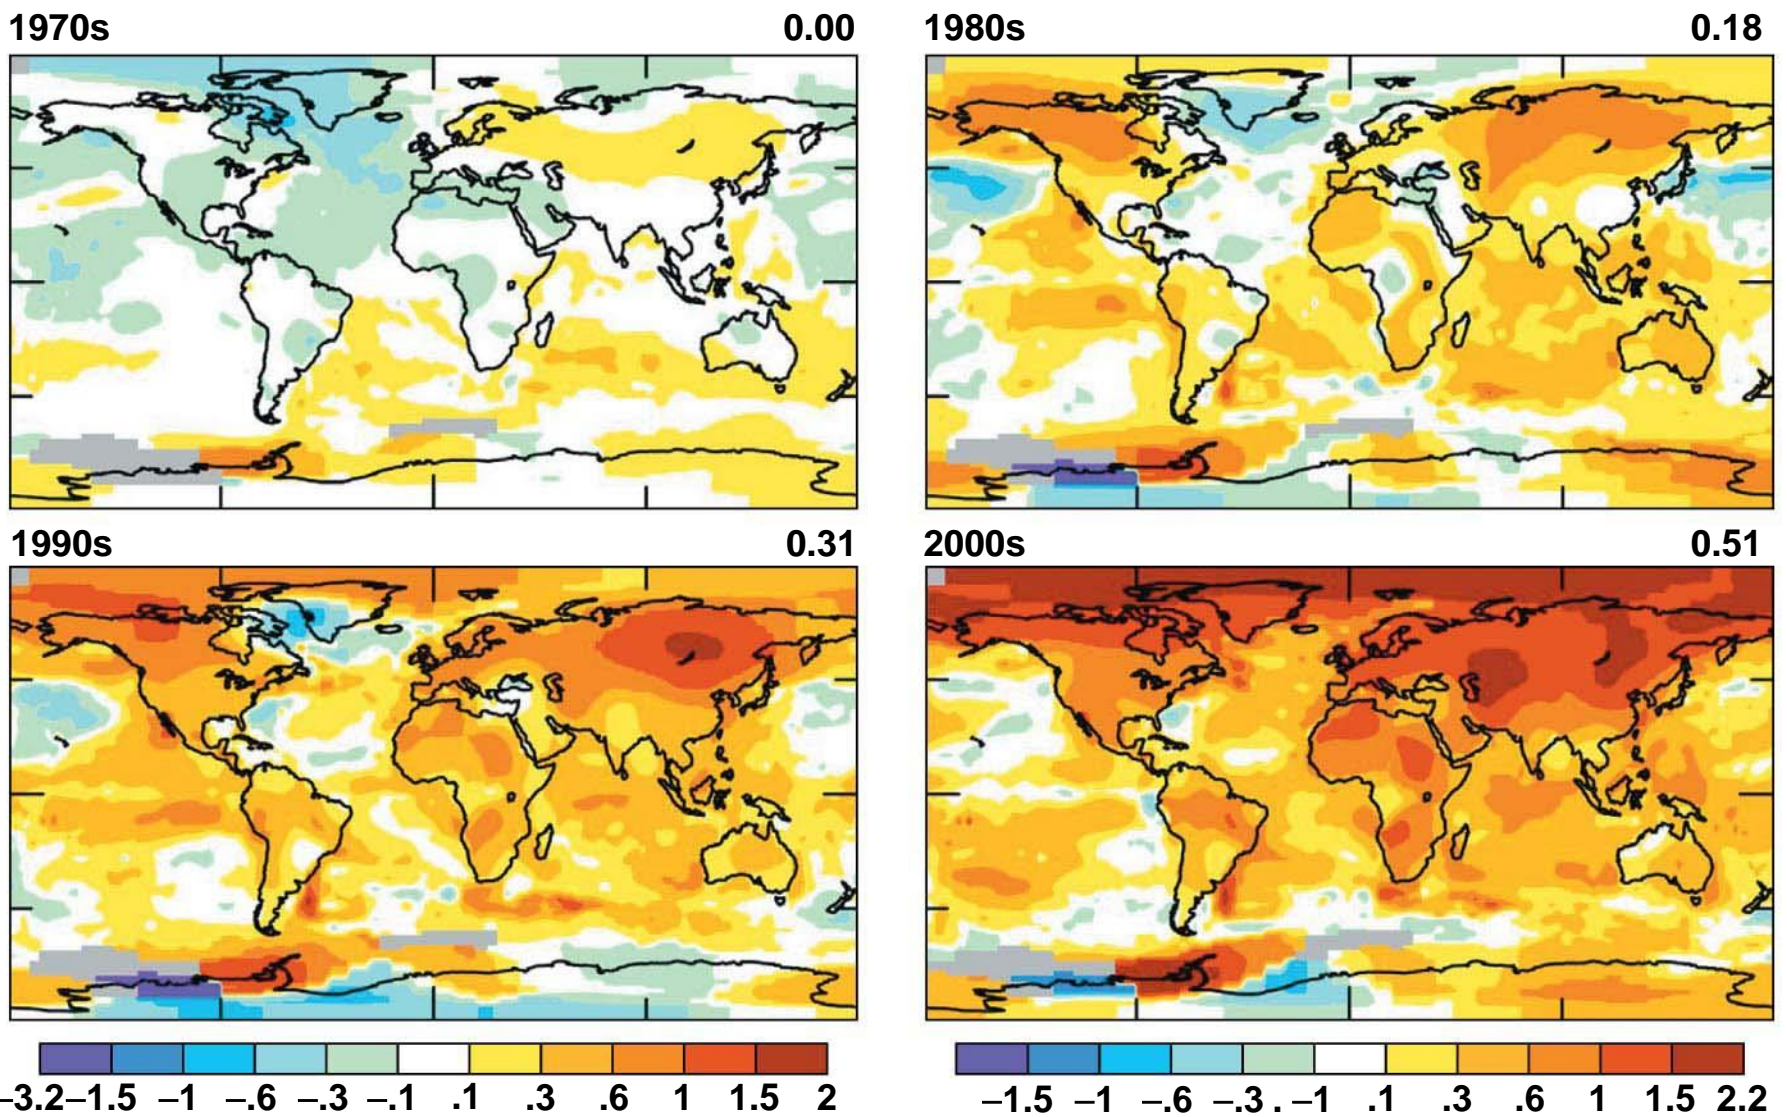 1970s 0.00
1980s 0.18
1990s 0.31
2000s 0.51
–3.2 –1.5 –1 –.6 –.3 –.1 .1 .3 .6 1 1.5 2
–1.5 –1 –.6 –.3 . –1 .1 .3 .6 1 1.5 2.2